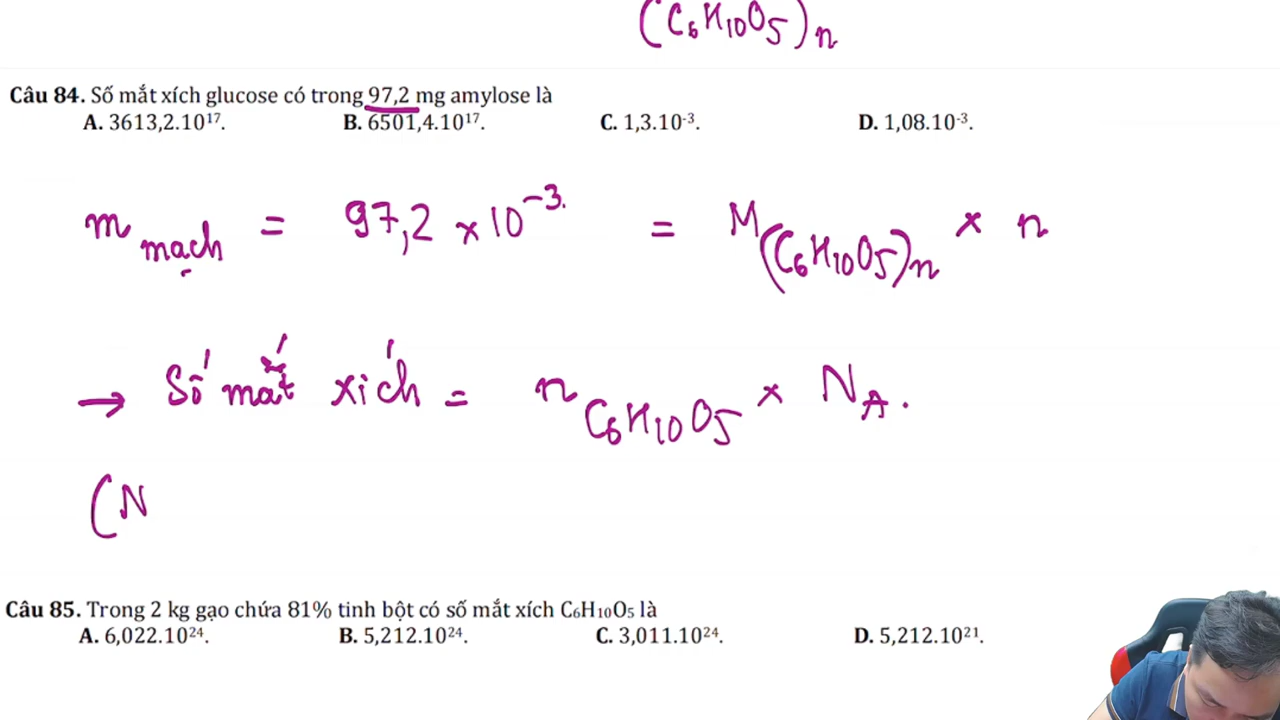 (C₆H₁₀O₅)ₙ
Câu 84. Số mắt xích glucose có trong 97,2 mg amylose là
A. 3613,2.10¹⁷. B. 6501,4.10¹⁷. C. 1,3.10⁻³. D. 1,08.10⁻³.
m mạch = 97,2 × 10⁻³. = M (C₆H₁₀O₅)ₙ × n
→ Số mắt xích = n C₆H₁₀O₅ × N_A.
(N
Câu 85. Trong 2 kg gạo chứa 81% tinh bột có số mắt xích C₆H₁₀O₅ là
A. 6,022.10²⁴. B. 5,212.10²⁴. C. 3,011.10²⁴. D. 5,212.10²¹.